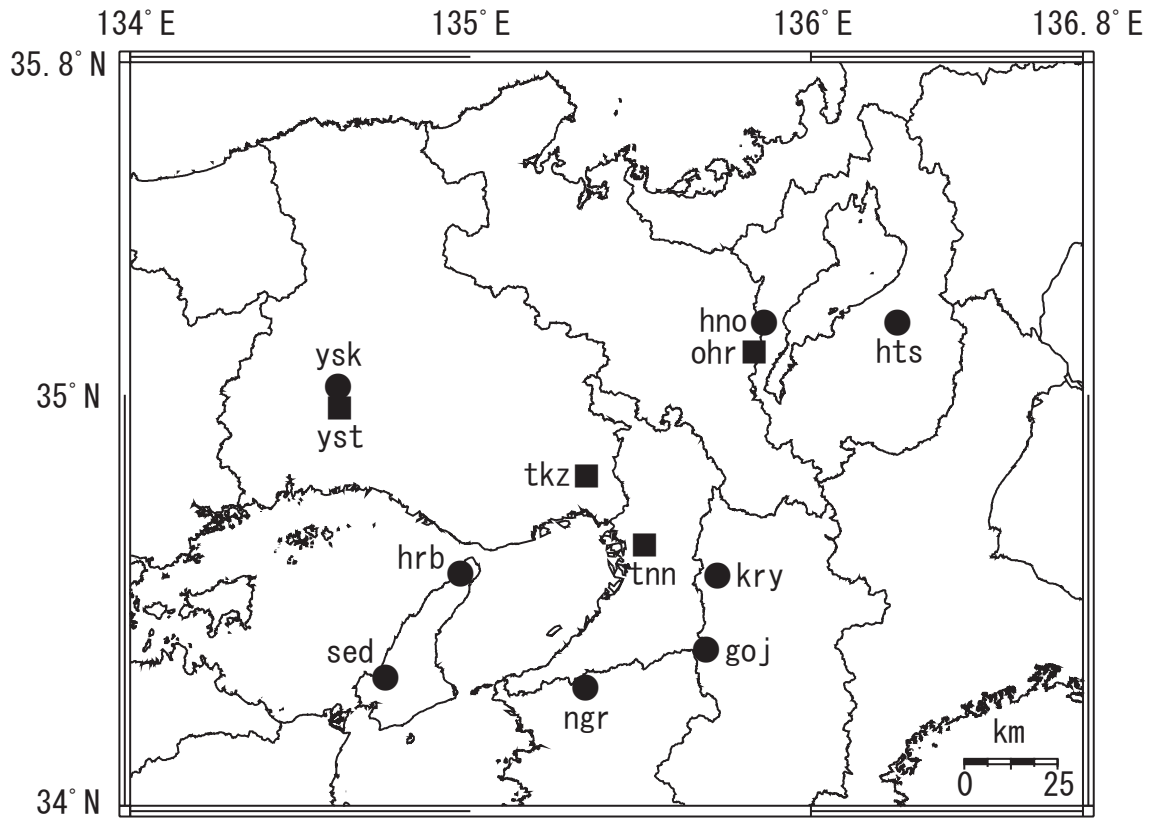 134°E 135°E 136°E 136.8°E
35.8°N
hno
ohr
hts
ysk
35°N
yst
tkz
hrb
tnn
kry
sed
goj
ngr
km
0 25
34°N